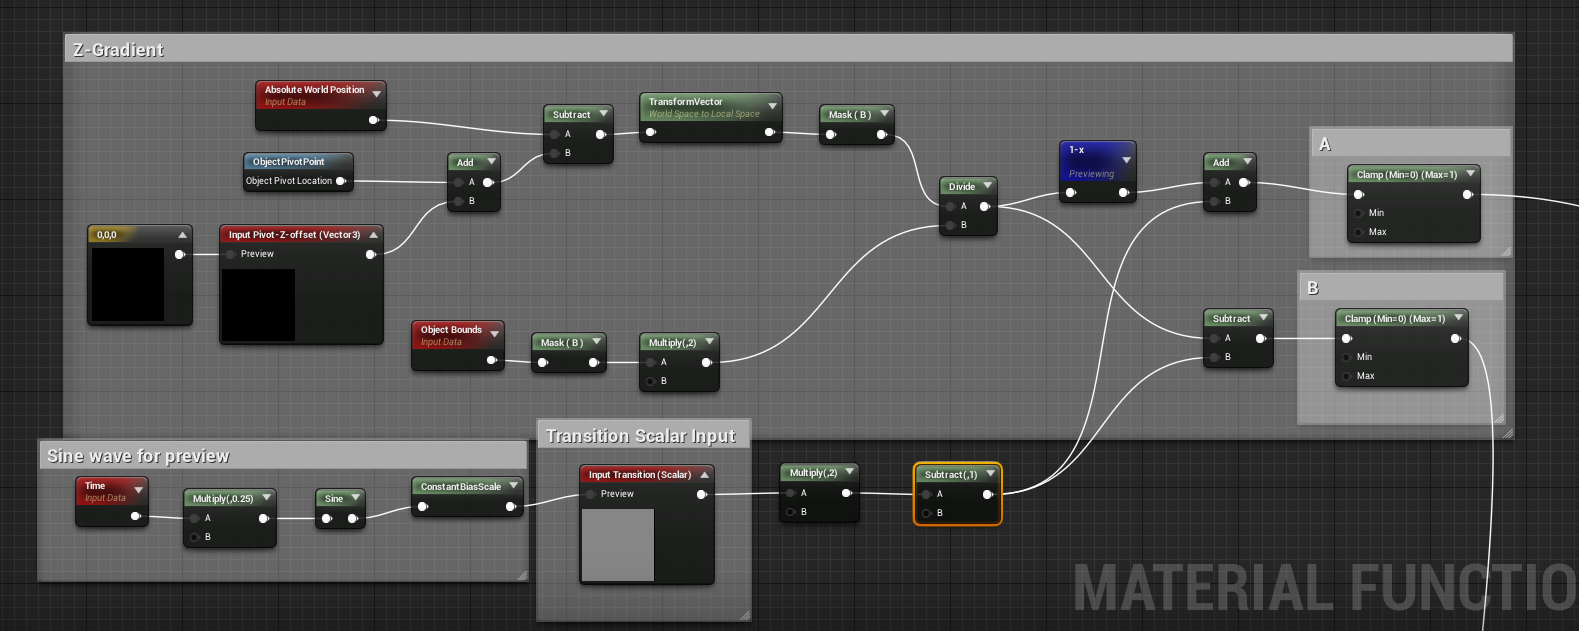 Z-Gradient
Absolute World Position
Input Data
ObjectPivotPoint
Object Pivot Location
0,0,0
Input Pivot-Z-offset (Vector3)
Preview
Add
A
B
Subtract
A
B
TransformVector
World Space to Local Space
Mask ( B )
Object Bounds
Input Data
Mask ( B )
Multiply(,2)
A
B
Divide
A
B
1-x
Previewing
Add
A
B
A
Clamp (Min=0) (Max=1)
Min
Max
Subtract
A
B
B
Clamp (Min=0) (Max=1)
Min
Max
Sine wave for preview
Time
Input Data
Multiply(,0.25)
A
B
Sine
ConstantBiasScale
Transition Scalar Input
Input Transition (Scalar)
Preview
Multiply(,2)
A
B
Subtract(,1)
A
B
MATERIAL FUNCTIO